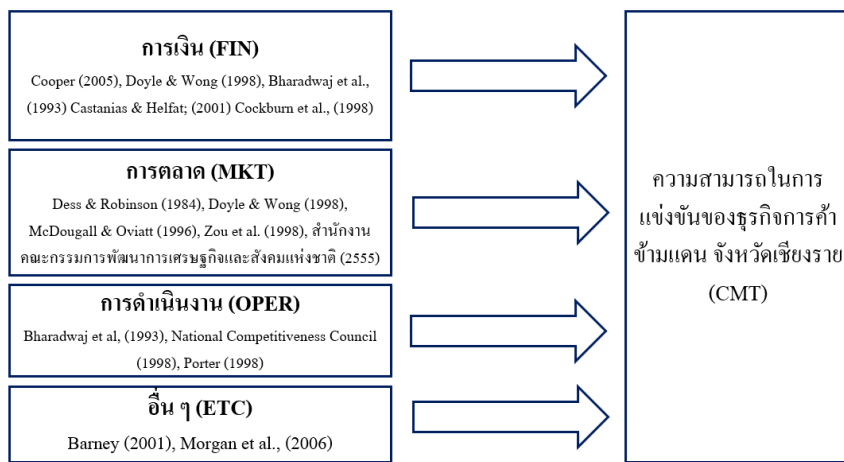 การเงิน (FIN)
Cooper (2005), Doyle & Wong (1998), Bharadwaj et al.,
(1993) Castanias & Helfat; (2001) Cockburn et al., (1998)
การตลาด (MKT)
Dess & Robinson (1984), Doyle & Wong (1998),
McDougall & Oviatt (1996), Zou et al. (1998), สำนักงาน
คณะกรรมการพัฒนาการเศรษฐกิจและสังคมแห่งชาติ (2555)
การดำเนินงาน (OPER)
Bharadwaj et al, (1993), National Competitiveness Council
(1998), Porter (1998)
อื่น ๆ (ETC)
Barney (2001), Morgan et al., (2006)
ความสามารถในการ
แข่งขันของธุรกิจการค้า
ข้ามแดน จังหวัดเชียงราย
(CMT)